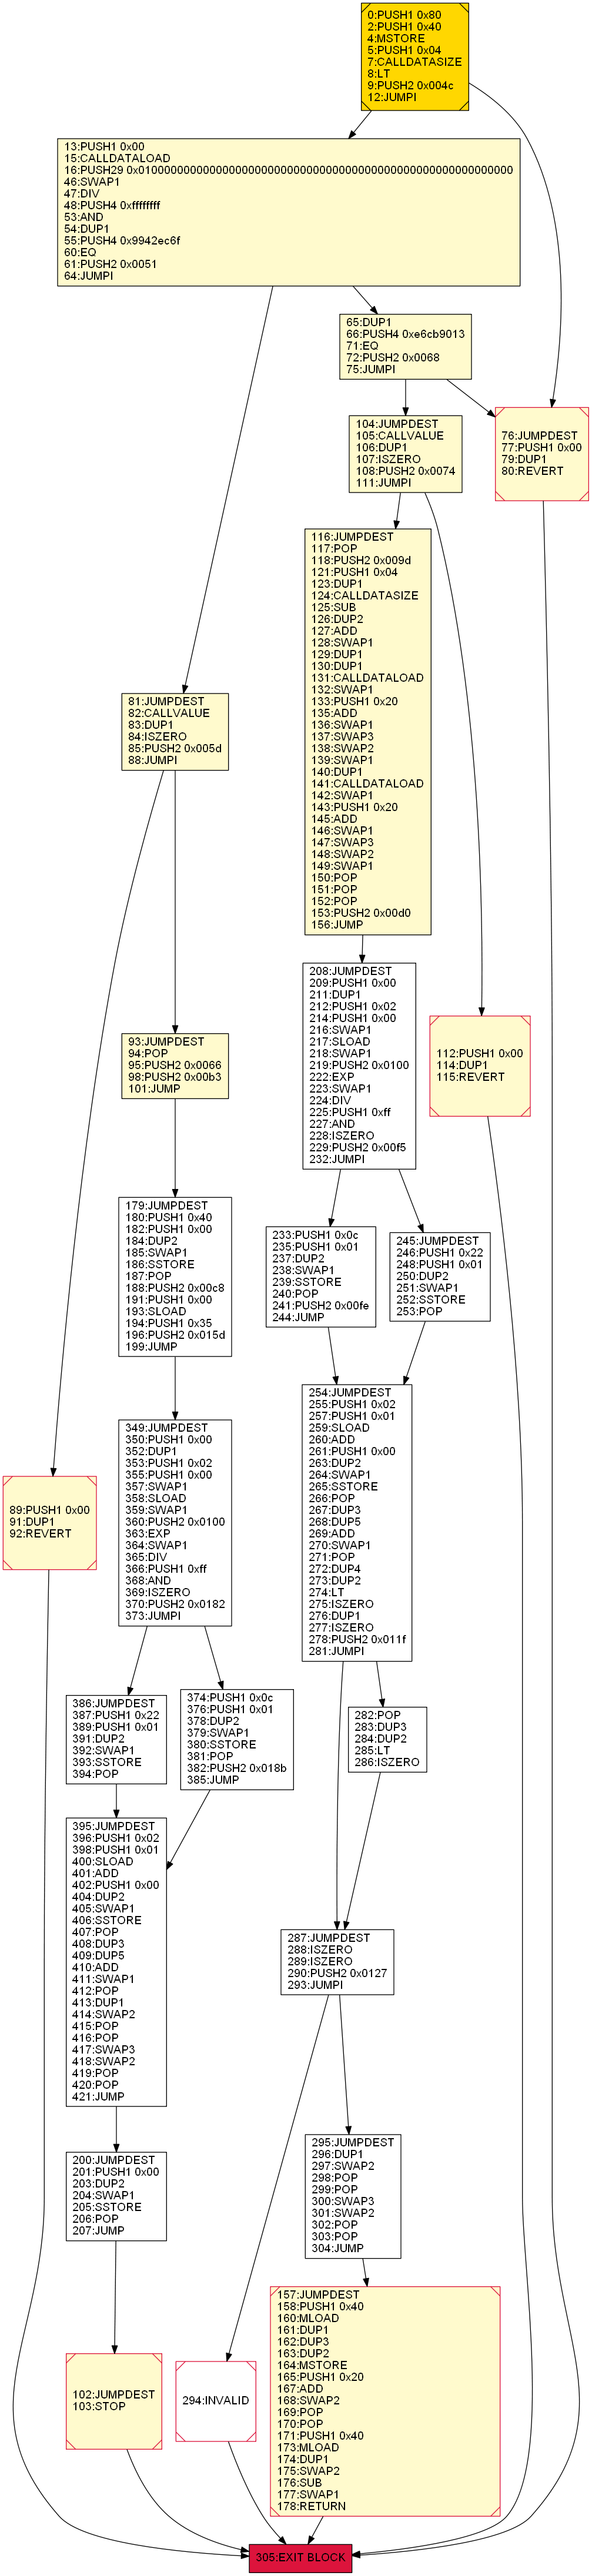 0:PUSH1 0x80
2:PUSH1 0x40
4:MSTORE
5:PUSH1 0x04
7:CALLDATASIZE
8:LT
9:PUSH2 0x004c
12:JUMPI
13:PUSH1 0x00
15:CALLDATALOAD
16:PUSH29 0x0100000000000000000000000000000000000000000000000000000000
46:SWAP1
47:DIV
48:PUSH4 0xffffffff
53:AND
54:DUP1
55:PUSH4 0x9942ec6f
60:EQ
61:PUSH2 0x0051
64:JUMPI
65:DUP1
66:PUSH4 0xe6cb9013
71:EQ
72:PUSH2 0x0068
75:JUMPI
76:JUMPDEST
77:PUSH1 0x00
79:DUP1
80:REVERT
104:JUMPDEST
105:CALLVALUE
106:DUP1
107:ISZERO
108:PUSH2 0x0074
111:JUMPI
116:JUMPDEST
117:POP
118:PUSH2 0x009d
121:PUSH1 0x04
123:DUP1
124:CALLDATASIZE
125:SUB
126:DUP2
127:ADD
128:SWAP1
129:DUP1
130:DUP1
131:CALLDATALOAD
132:SWAP1
133:PUSH1 0x20
135:ADD
136:SWAP1
137:SWAP3
138:SWAP2
139:SWAP1
140:DUP1
141:CALLDATALOAD
142:SWAP1
143:PUSH1 0x20
145:ADD
146:SWAP1
147:SWAP3
148:SWAP2
149:SWAP1
150:POP
151:POP
152:POP
153:PUSH2 0x00d0
156:JUMP
81:JUMPDEST
82:CALLVALUE
83:DUP1
84:ISZERO
85:PUSH2 0x005d
88:JUMPI
208:JUMPDEST
209:PUSH1 0x00
211:DUP1
212:PUSH1 0x02
214:PUSH1 0x00
216:SWAP1
217:SLOAD
218:SWAP1
219:PUSH2 0x0100
222:EXP
223:SWAP1
224:DIV
225:PUSH1 0xff
227:AND
228:ISZERO
229:PUSH2 0x00f5
232:JUMPI
112:PUSH1 0x00
114:DUP1
115:REVERT
93:JUMPDEST
94:POP
95:PUSH2 0x0066
98:PUSH2 0x00b3
101:JUMP
179:JUMPDEST
180:PUSH1 0x40
182:PUSH1 0x00
184:DUP2
185:SWAP1
186:SSTORE
187:POP
188:PUSH2 0x00c8
191:PUSH1 0x00
193:SLOAD
194:PUSH1 0x35
196:PUSH2 0x015d
199:JUMP
233:PUSH1 0x0c
235:PUSH1 0x01
237:DUP2
238:SWAP1
239:SSTORE
240:POP
241:PUSH2 0x00fe
244:JUMP
245:JUMPDEST
246:PUSH1 0x22
248:PUSH1 0x01
250:DUP2
251:SWAP1
252:SSTORE
253:POP
254:JUMPDEST
255:PUSH1 0x02
257:PUSH1 0x01
259:SLOAD
260:ADD
261:PUSH1 0x00
263:DUP2
264:SWAP1
265:SSTORE
266:POP
267:DUP3
268:DUP5
269:ADD
270:SWAP1
271:POP
272:DUP4
273:DUP2
274:LT
275:ISZERO
276:DUP1
277:ISZERO
278:PUSH2 0x011f
281:JUMPI
349:JUMPDEST
350:PUSH1 0x00
352:DUP1
353:PUSH1 0x02
355:PUSH1 0x00
357:SWAP1
358:SLOAD
359:SWAP1
360:PUSH2 0x0100
363:EXP
364:SWAP1
365:DIV
366:PUSH1 0xff
368:AND
369:ISZERO
370:PUSH2 0x0182
373:JUMPI
89:PUSH1 0x00
91:DUP1
92:REVERT
386:JUMPDEST
387:PUSH1 0x22
389:PUSH1 0x01
391:DUP2
392:SWAP1
393:SSTORE
394:POP
374:PUSH1 0x0c
376:PUSH1 0x01
378:DUP2
379:SWAP1
380:SSTORE
381:POP
382:PUSH2 0x018b
385:JUMP
282:POP
283:DUP3
284:DUP2
285:LT
286:ISZERO
395:JUMPDEST
396:PUSH1 0x02
398:PUSH1 0x01
400:SLOAD
401:ADD
402:PUSH1 0x00
404:DUP2
405:SWAP1
406:SSTORE
407:POP
408:DUP3
409:DUP5
410:ADD
411:SWAP1
412:POP
413:DUP1
414:SWAP2
415:POP
416:POP
417:SWAP3
418:SWAP2
419:POP
420:POP
421:JUMP
287:JUMPDEST
288:ISZERO
289:ISZERO
290:PUSH2 0x0127
293:JUMPI
200:JUMPDEST
201:PUSH1 0x00
203:DUP2
204:SWAP1
205:SSTORE
206:POP
207:JUMP
295:JUMPDEST
296:DUP1
297:SWAP2
298:POP
299:POP
300:SWAP3
301:SWAP2
302:POP
303:POP
304:JUMP
102:JUMPDEST
103:STOP
294:INVALID
157:JUMPDEST
158:PUSH1 0x40
160:MLOAD
161:DUP1
162:DUP3
163:DUP2
164:MSTORE
165:PUSH1 0x20
167:ADD
168:SWAP2
169:POP
170:POP
171:PUSH1 0x40
173:MLOAD
174:DUP1
175:SWAP2
176:SUB
177:SWAP1
178:RETURN
305:EXIT BLOCK